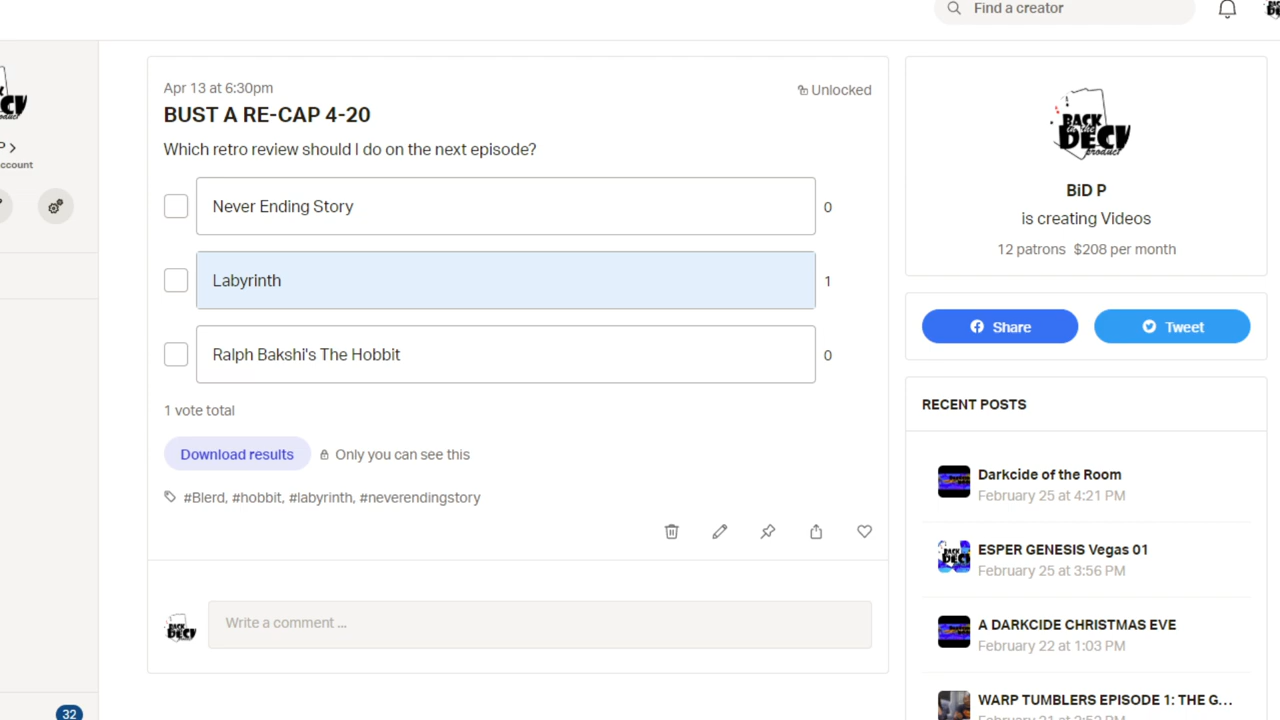 Find a creator
P >
ccount
32
Apr 13 at 6:30pm
Unlocked
BUST A RE-CAP 4-20
Which retro review should I do on the next episode?
Never Ending Story
0
Labyrinth
1
Ralph Bakshi's The Hobbit
0
1 vote total
Download results
Only you can see this
#Blerd, #hobbit, #labyrinth, #neverendingstory
Write a comment ...
BACK
in the
DECK
product
BiD P
is creating Videos
12 patrons $208 per month
Share
Tweet
RECENT POSTS
Darkcide of the Room
February 25 at 4:21 PM
ESPER GENESIS Vegas 01
February 25 at 3:56 PM
A DARKCIDE CHRISTMAS EVE
February 22 at 1:03 PM
WARP TUMBLERS EPISODE 1: THE G...